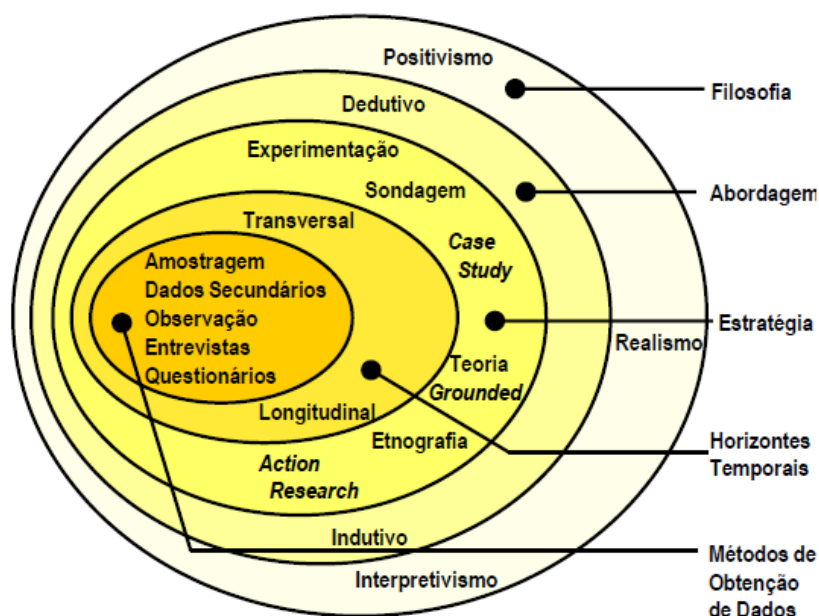 Positivismo
Filosofia
Dedutivo
Experimentação
Sondagem
Abordagem
Transversal
Case
Study
Amostragem
Dados Secundários
Observação
Entrevistas
Questionários
Estratégia
Realismo
Teoria
Grounded
Longitudinal
Etnografia
Horizontes
Temporais
Action
Research
Indutivo
Interpretivismo
Métodos de
Obtenção
de Dados